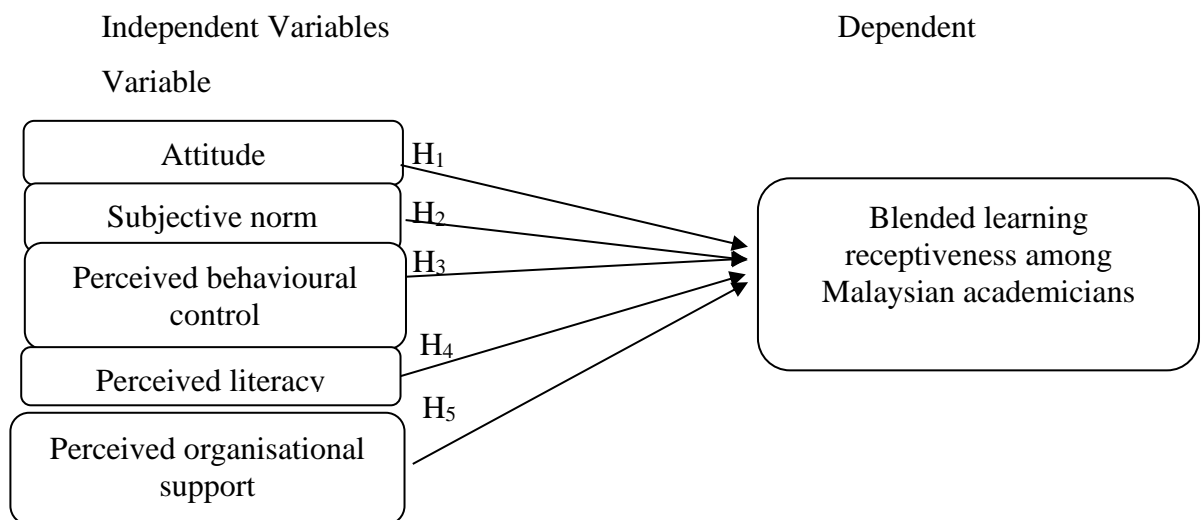 Independent Variables Dependent
Variable
Attitude
H₁
Subjective norm
H₂
Perceived behavioural
control
H₃
Perceived literacy
H₄
Perceived organisational
support
H₅
Blended learning
receptiveness among
Malaysian academicians